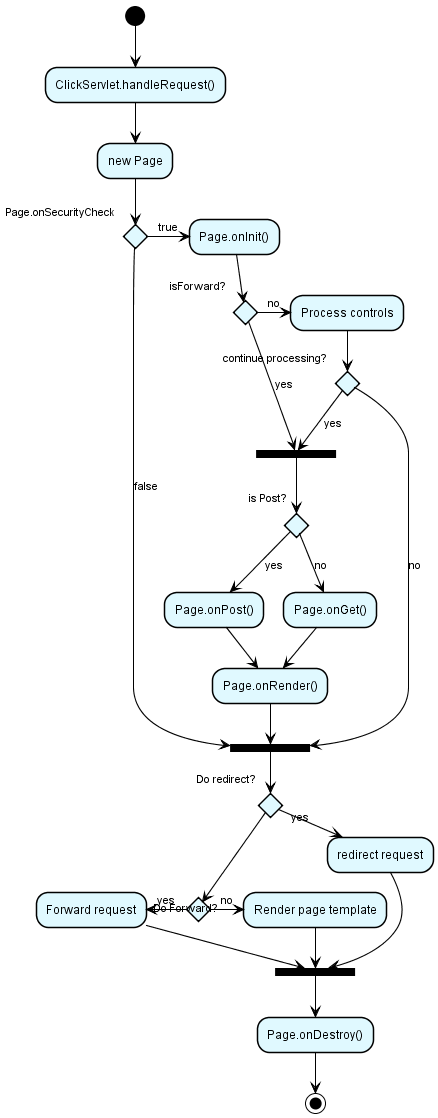 ClickServlet.handleRequest()
new Page
Page.onSecurityCheck
true
Page.onInit()
isForward?
no
Process controls
continue processing?
yes
yes
false
is Post?
yes
no
no
Page.onPost()
Page.onGet()
Page.onRender()
Do redirect?
yes
redirect request
yes
Do Forward?
no
Forward request
Render page template
Page.onDestroy()